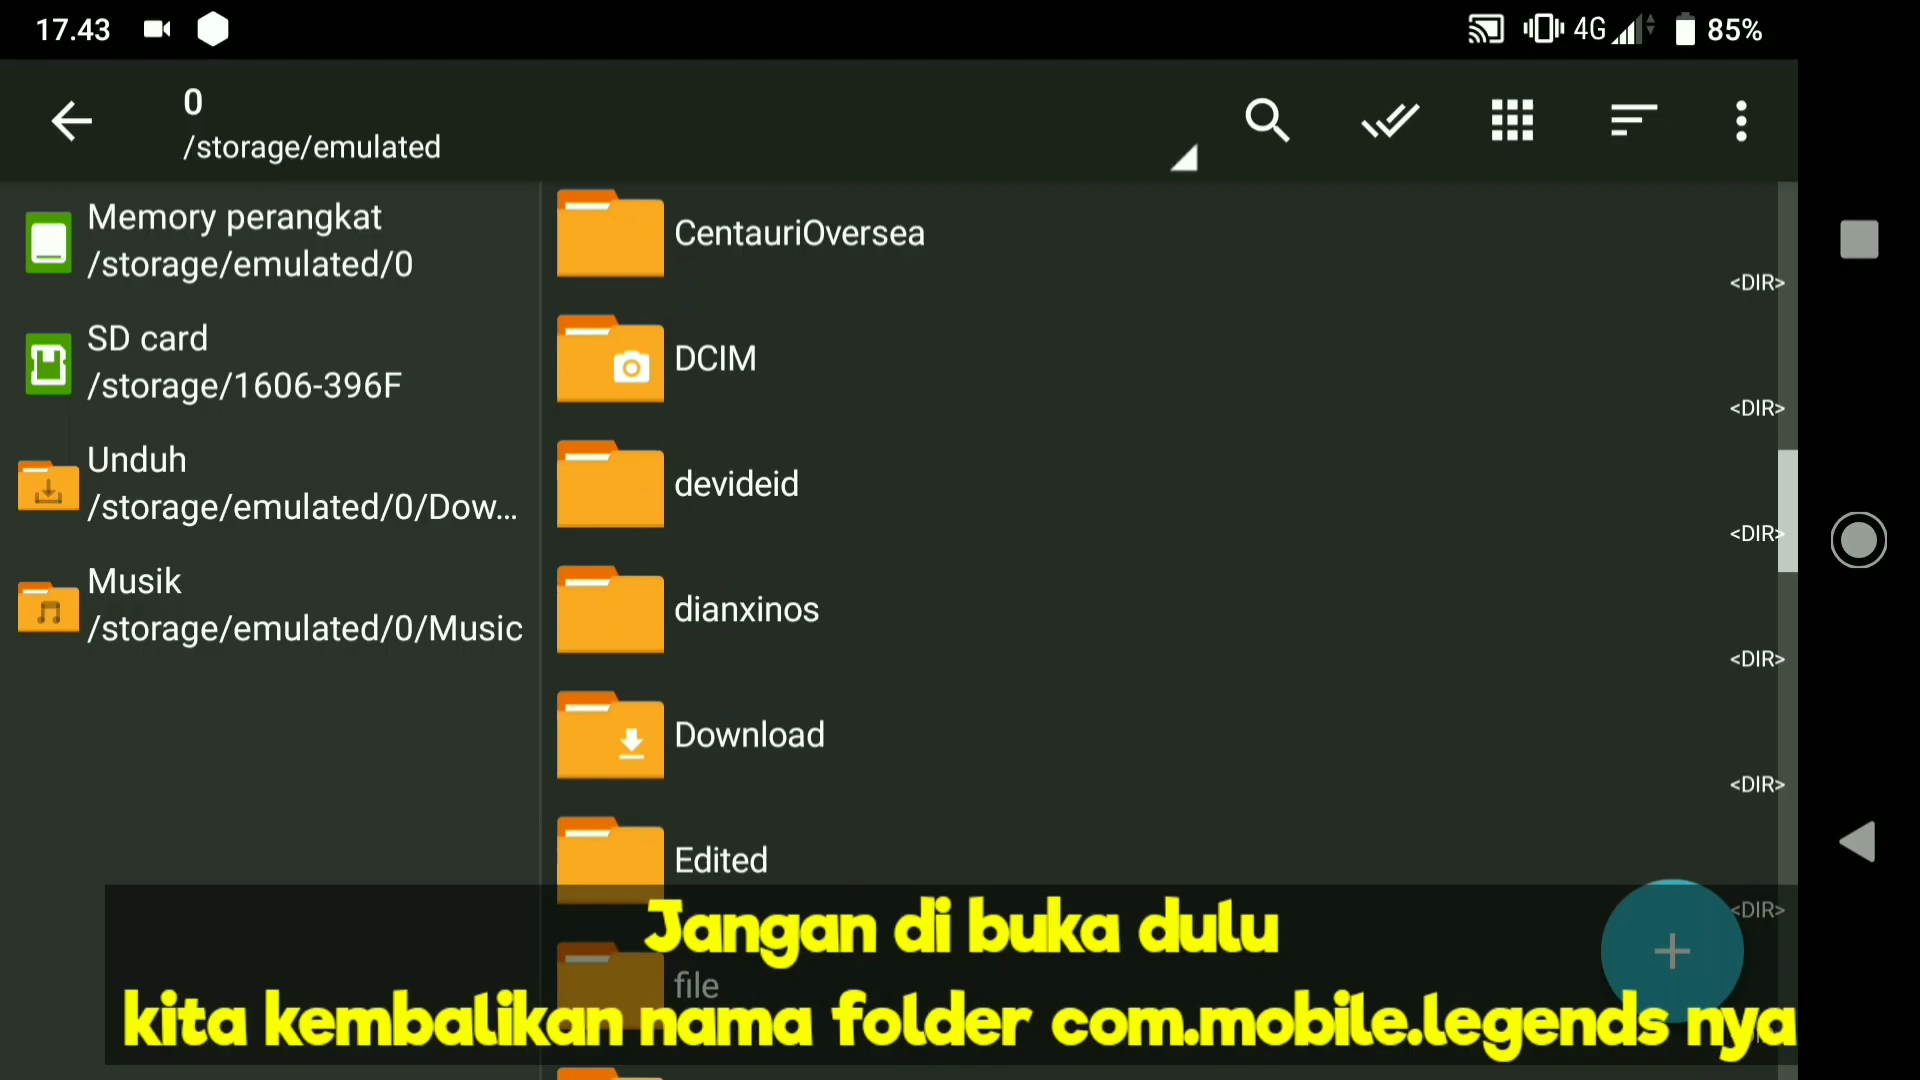 17.43
4G
85%
0
/storage/emulated
Memory perangkat
/storage/emulated/0
SD card
/storage/1606-396F
Unduh
/storage/emulated/0/Dow...
Musik
/storage/emulated/0/Music
CentauriOversea
<DIR>
DCIM
<DIR>
devideid
<DIR>
dianxinos
<DIR>
Download
<DIR>
Edited
<DIR>
file
Jangan di buka dulu
kita kembalikan nama folder com.mobile.legends nya